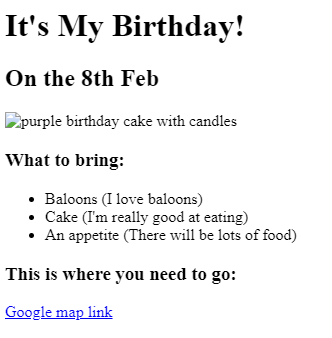 It's My Birthday!
On the 8th Feb
purple birthday cake with candles
What to bring:
Baloons (I love baloons)
Cake (I'm really good at eating)
An appetite (There will be lots of food)
This is where you need to go:
Google map link